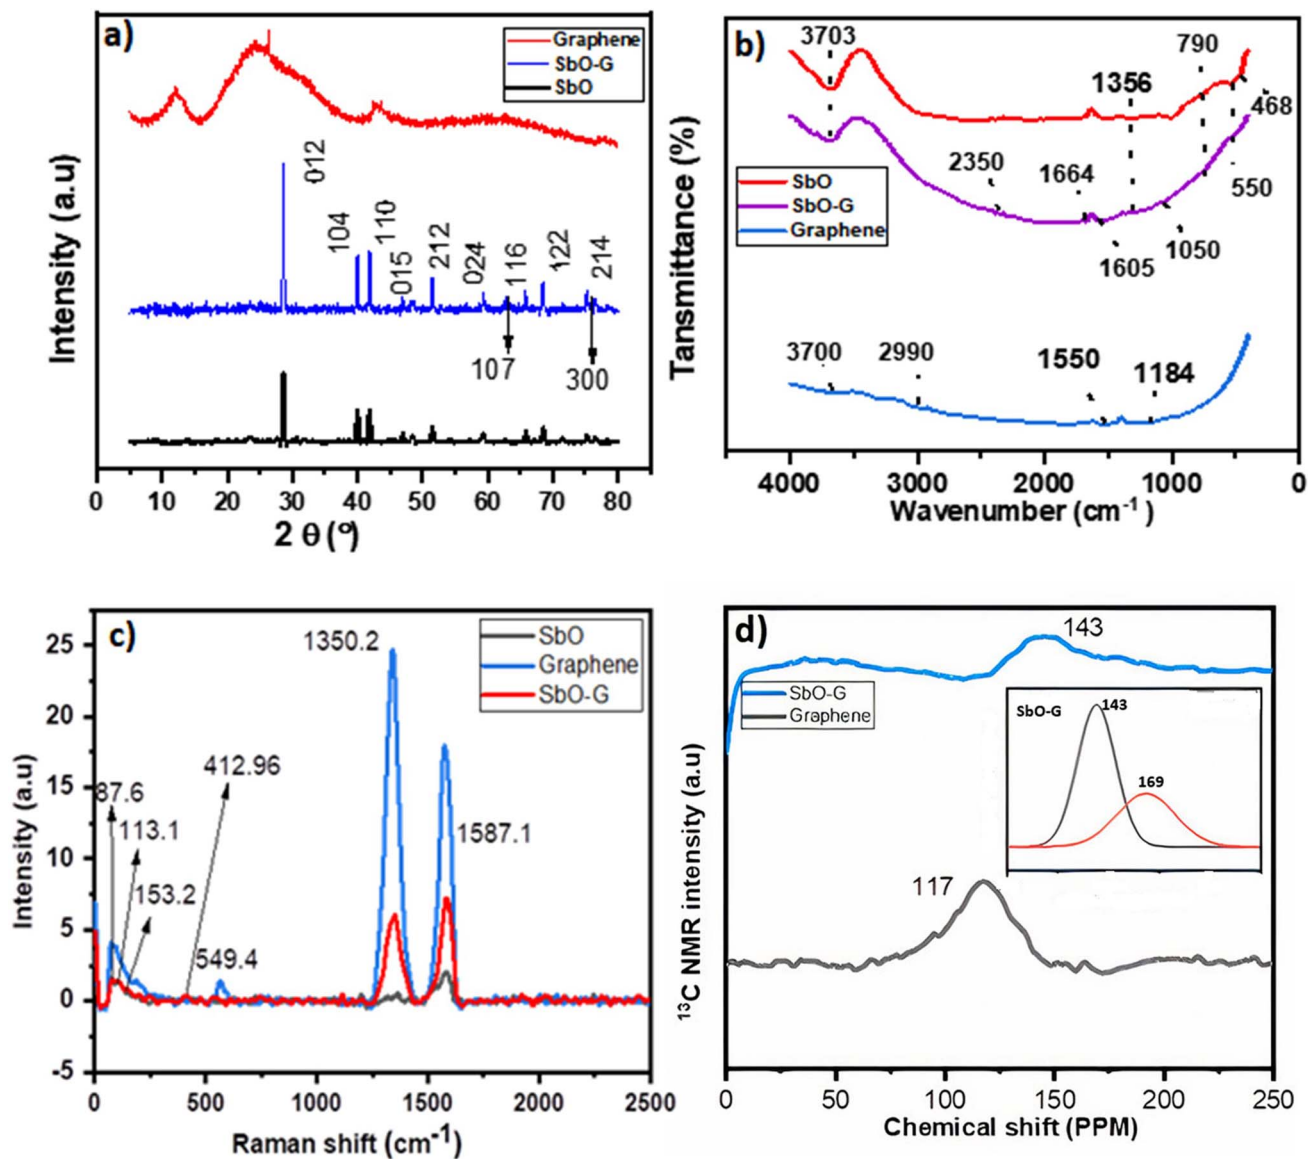 a)
Graphene
SbO-G
SbO
012
104
110
015
212
024
116
122
214
107
300
Intensity (a.u)
0 10 20 30 40 50 60 70 80
2 θ (º)
b)
3703
790
1356
468
2350
1664
550
SbO
SbO-G
Graphene
1605
1050
3700
2990
1550
1184
Tansmittance (%)
4000 3000 2000 1000 0
Wavenumber (cm-1 )
c)
1350.2
SbO
Graphene
SbO-G
412.96
87.6
113.1
153.2
549.4
1587.1
25
20
15
10
5
0
-5
Intensity (a.u)
0 500 1000 1500 2000 2500
Raman shift (cm-1)
d)
143
SbO-G
Graphene
SbO-G
143
169
117
13C NMR intensity (a.u)
0 50 100 150 200 250
Chemical shift (PPM)